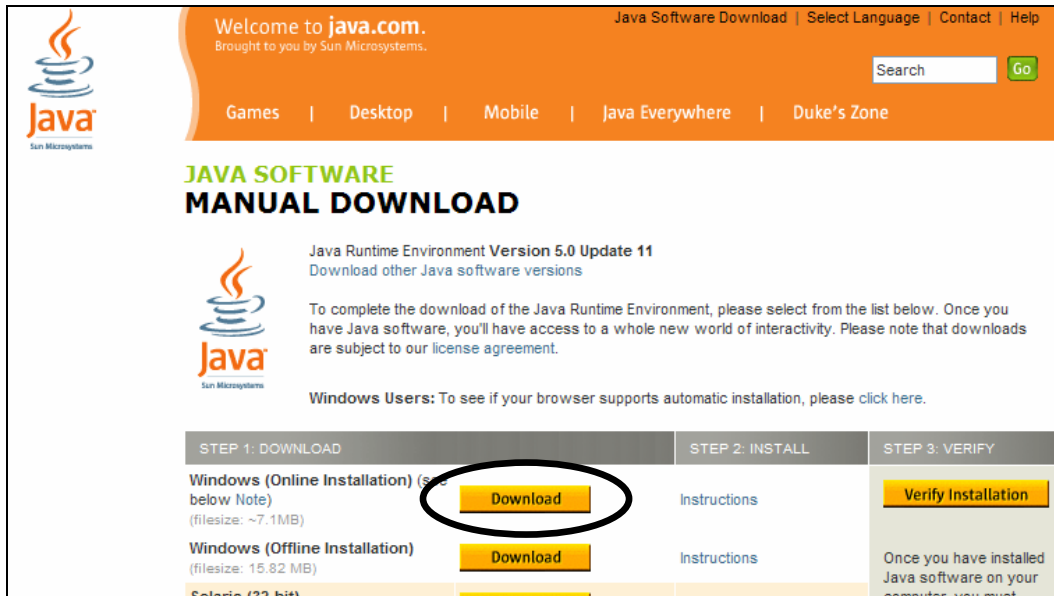 Java
Sun Microsystems
Welcome to java.com.
Brought to you by Sun Microsystems.
Java Software Download | Select Language | Contact | Help
Search Go
Games | Desktop | Mobile | Java Everywhere | Duke's Zone
JAVA SOFTWARE
MANUAL DOWNLOAD
Java
Sun Microsystems
Java Runtime Environment Version 5.0 Update 11
Download other Java software versions
To complete the download of the Java Runtime Environment, please select from the list below. Once you
have Java software, you'll have access to a whole new world of interactivity. Please note that downloads
are subject to our license agreement.
Windows Users: To see if your browser supports automatic installation, please click here.
STEP 1: DOWNLOAD STEP 2: INSTALL STEP 3: VERIFY
Windows (Online Installation) (see
below Note)
(filesize: ~7.1MB)
Download
Instructions
Verify Installation
Windows (Offline Installation)
(filesize: 15.82 MB)
Download
Instructions
Once you have installed
Java software on your
computer, you must
Solaris (32-bit)